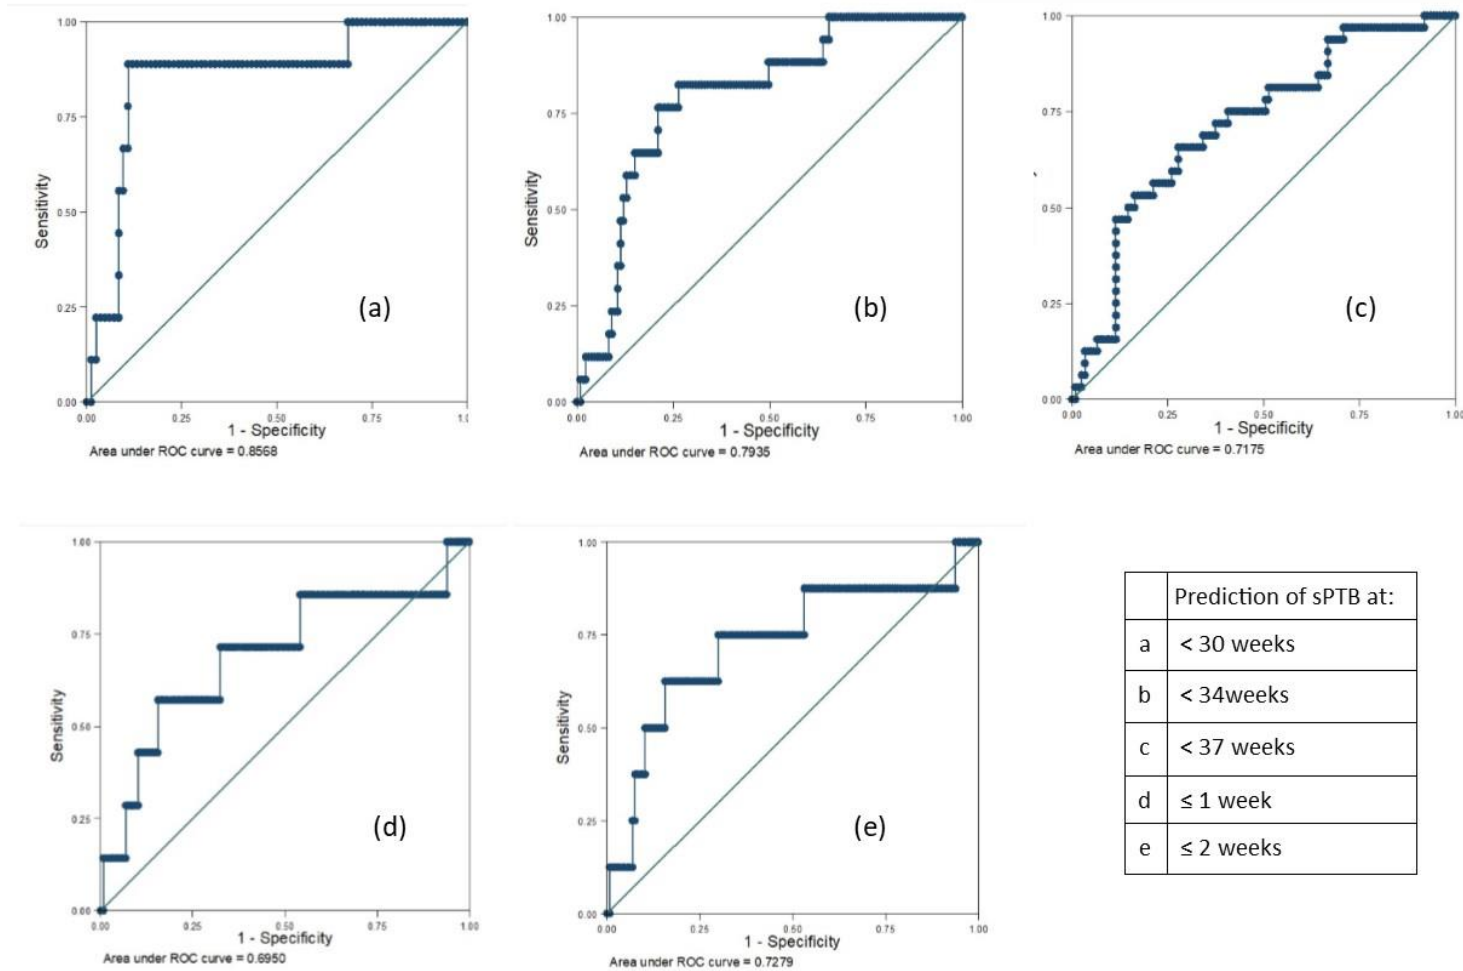 1.00
0.75
0.50
0.25
0.00
Sensitivity
(a)
0.00 0.25 0.50 0.75 1.0
1 - Specificity
Area under ROC curve = 0.8568
1.00
0.75
0.50
0.25
0.00
Sensitivity
(b)
0.00 0.25 0.50 0.75 1.00
1 - Specificity
Area under ROC curve = 0.7935
1.00
0.75
0.50
0.25
0.00
Sensitivity
(c)
0.00 0.25 0.50 0.75 1.00
1 - Specificity
Area under ROC curve = 0.7175
1.00
0.75
0.50
0.25
0.00
Sensitivity
(d)
0.00 0.25 0.50 0.75 1.00
1 - Specificity
Area under ROC curve = 0.6950
1.00
0.75
0.50
0.25
0.00
Sensitivity
(e)
0.00 0.25 0.50 0.75 1.00
1 - Specificity
Area under ROC curve = 0.7279
Prediction of sPTB at:
a < 30 weeks
b < 34weeks
c < 37 weeks
d ≤ 1 week
e ≤ 2 weeks